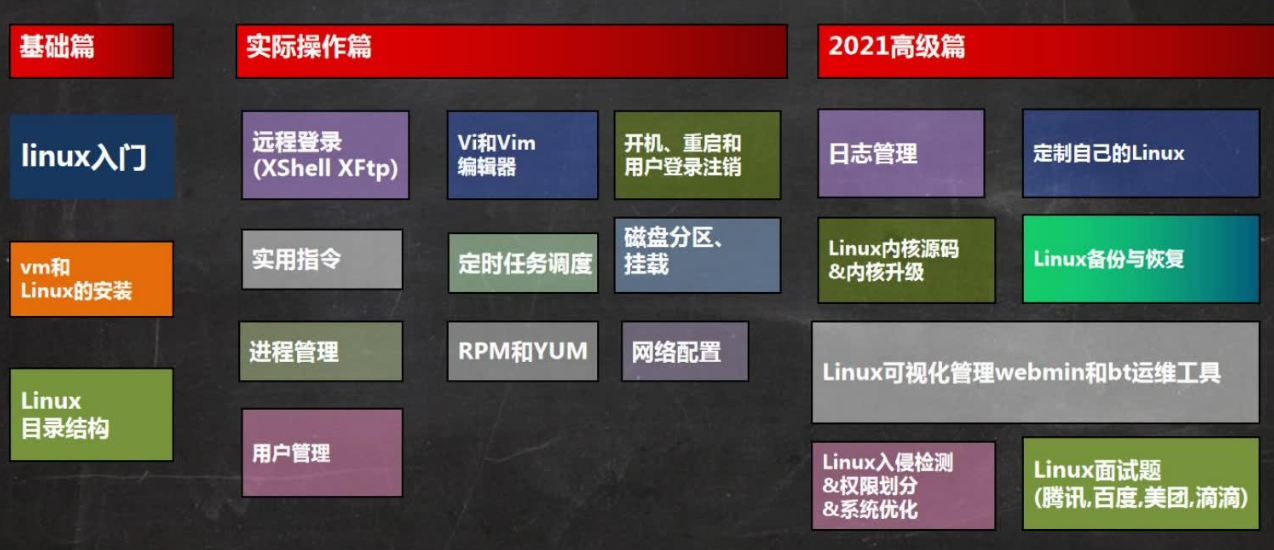 基础篇
linux入门
vm和
Linux的安装
Linux
目录结构
实际操作篇
远程登录
(XShell XFtp)
Vi和Vim
编辑器
开机、重启和
用户登录注销
实用指令
定时任务调度
磁盘分区、
挂载
进程管理
RPM和YUM
网络配置
用户管理
2021高级篇
日志管理
定制自己的Linux
Linux内核源码
&内核升级
Linux备份与恢复
Linux可视化管理webmin和bt运维工具
Linux入侵检测
&权限划分
&系统优化
Linux面试题
(腾讯,百度,美团,滴滴)